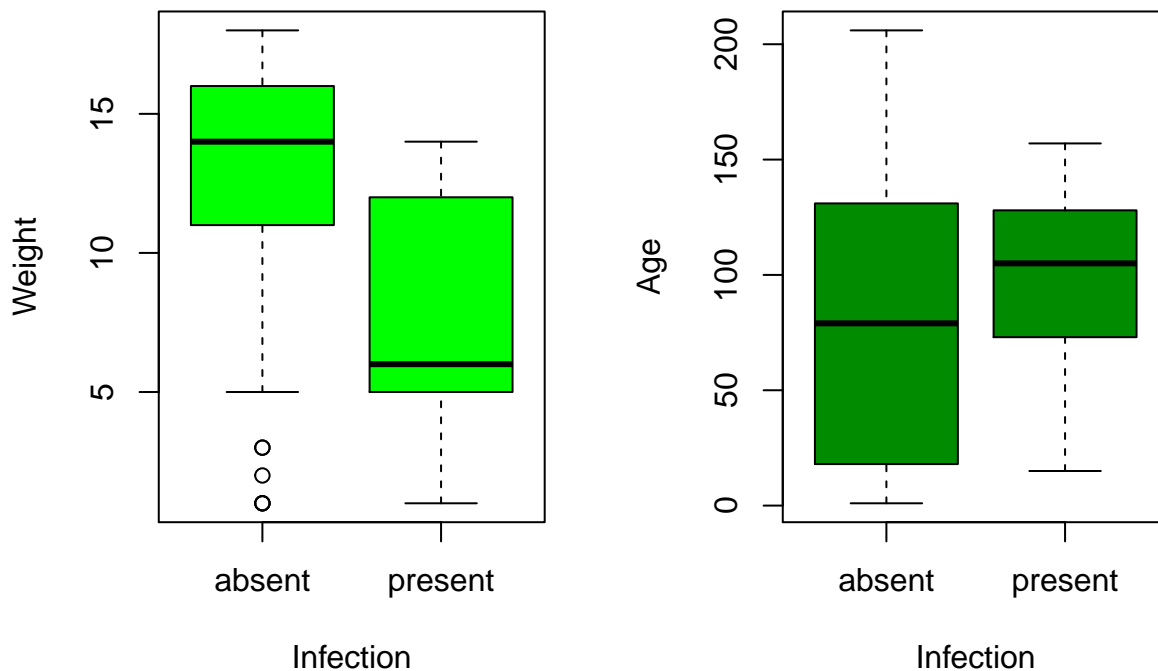 Weight
15
10
5
absent
present
Infection
Age
200
150
100
50
0
absent
present
Infection